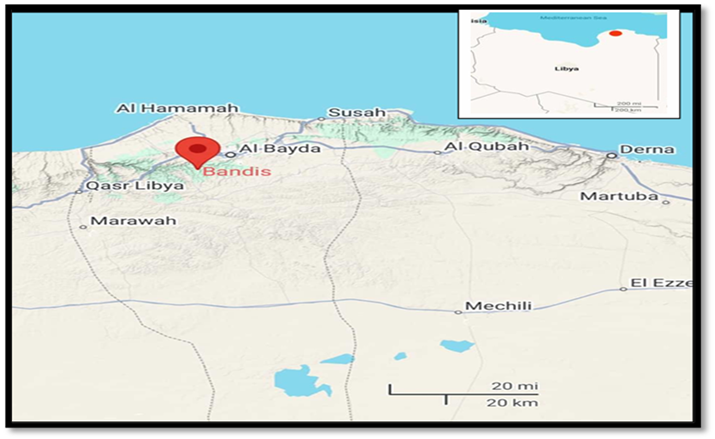 Mediterranean Sea
isia
Libya
200 mi
200 km
Al Hamamah
Susah
Al-Bayda
Al Qubah
Derna
Bandis
Qasr Libya
Martuba
Marawah
El Ezze
Mechili
20 mi
20 km